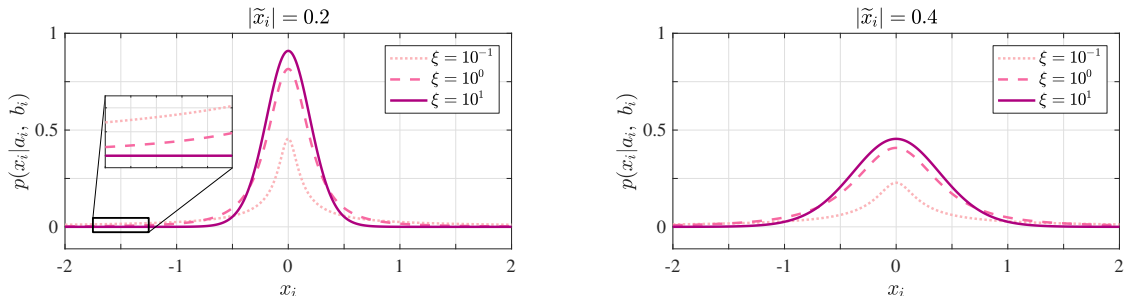 |x̃ᵢ| = 0.2
p(xᵢ|aᵢ, bᵢ)
1
0.5
0
ξ = 10⁻¹
ξ = 10⁰
ξ = 10¹
-2
-1
0
1
2
xᵢ
|x̃ᵢ| = 0.4
p(xᵢ|aᵢ, bᵢ)
1
0.5
0
ξ = 10⁻¹
ξ = 10⁰
ξ = 10¹
-2
-1
0
1
2
xᵢ